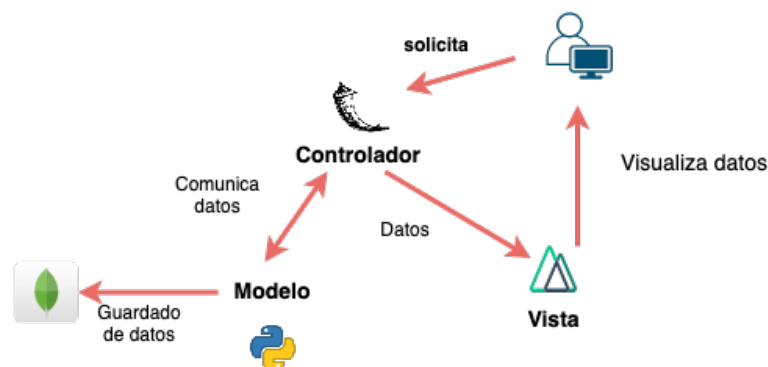 solicita
Controlador
Visualiza datos
Comunica
datos
Datos
Modelo
Guardado
de datos
Vista